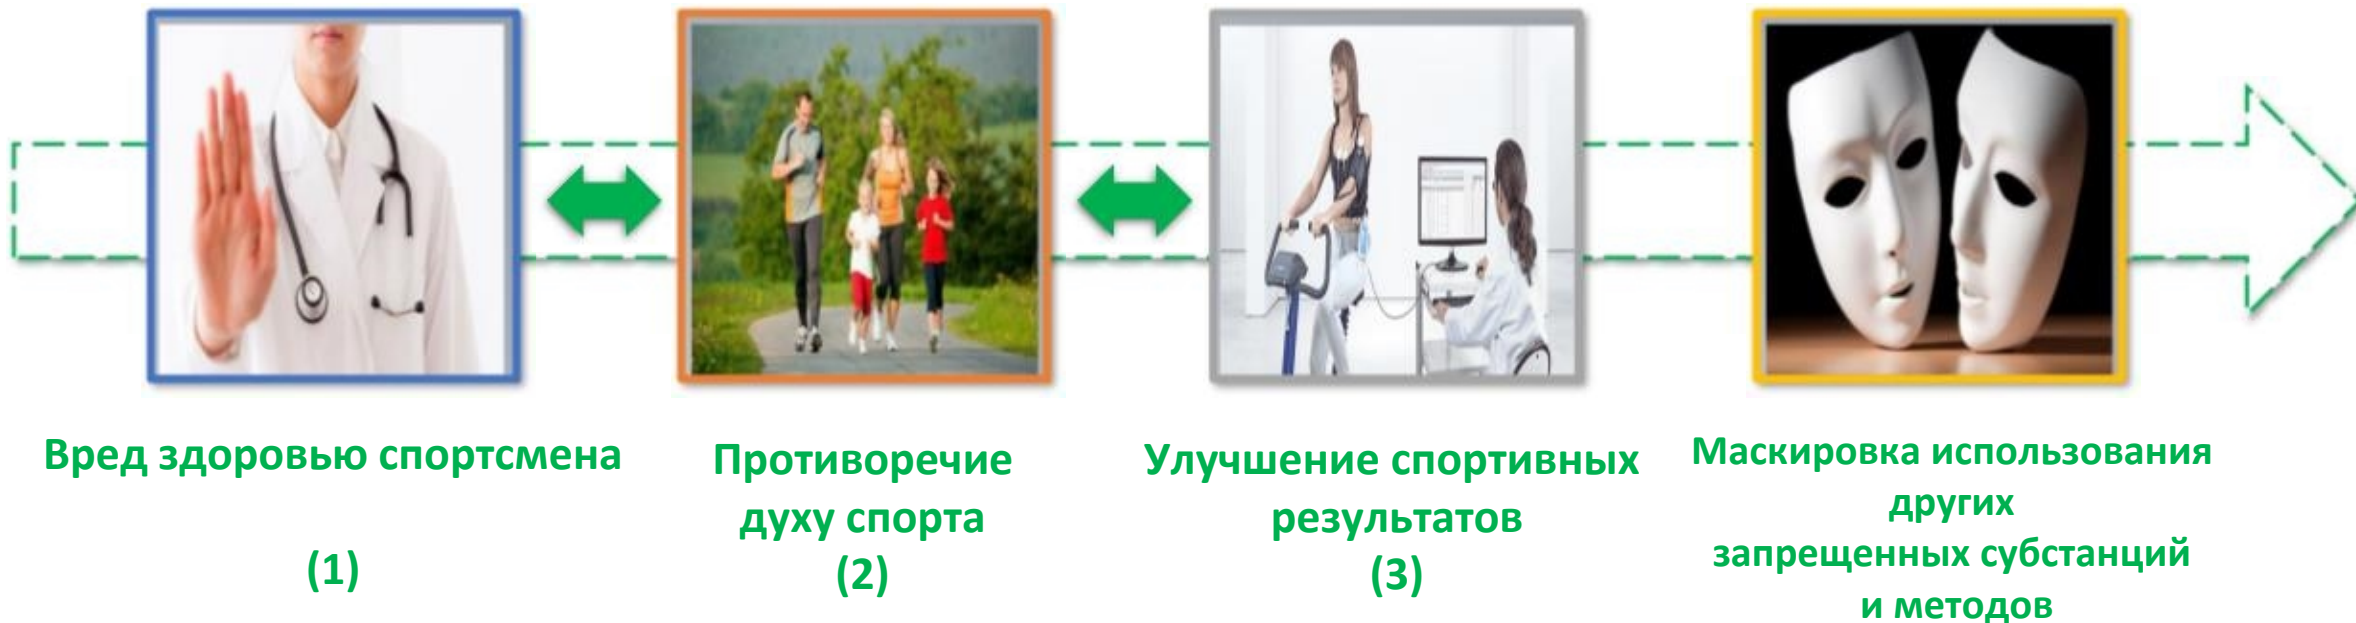 Вред здоровью спортсмена
(1)
Противоречие
духу спорта
(2)
Улучшение спортивных
результатов
(3)
Маскировка использования
других
запрещенных субстанций
и методов